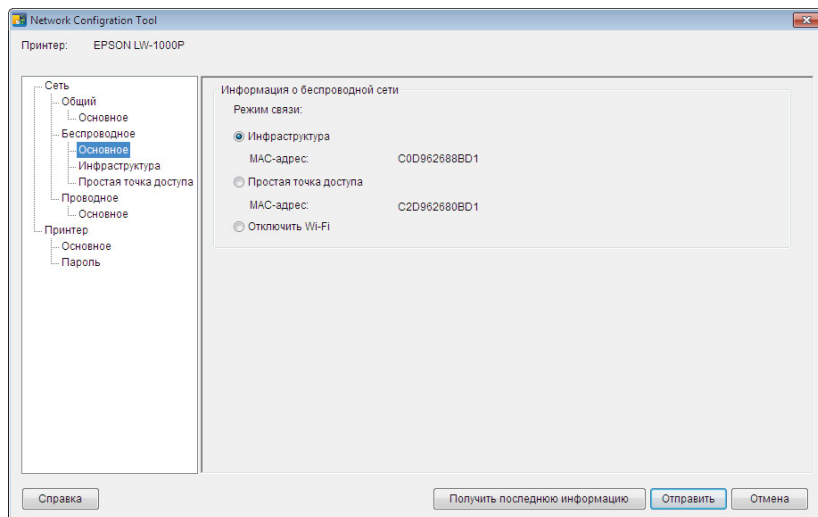 Network Configration Tool
Принтер: EPSON LW-1000P
Сеть
Общий
Основное
Беспроводное
Основное
Инфраструктура
Простая точка доступа
Проводное
Основное
Принтер
Основное
Пароль
Информация о беспроводной сети
Режим связи:
Инфраструктура
MAC-адрес: C0D962688BD1
Простая точка доступа
MAC-адрес: C2D962680BD1
Отключить Wi-Fi
Справка
Получить последнюю информацию
Отправить
Отмена